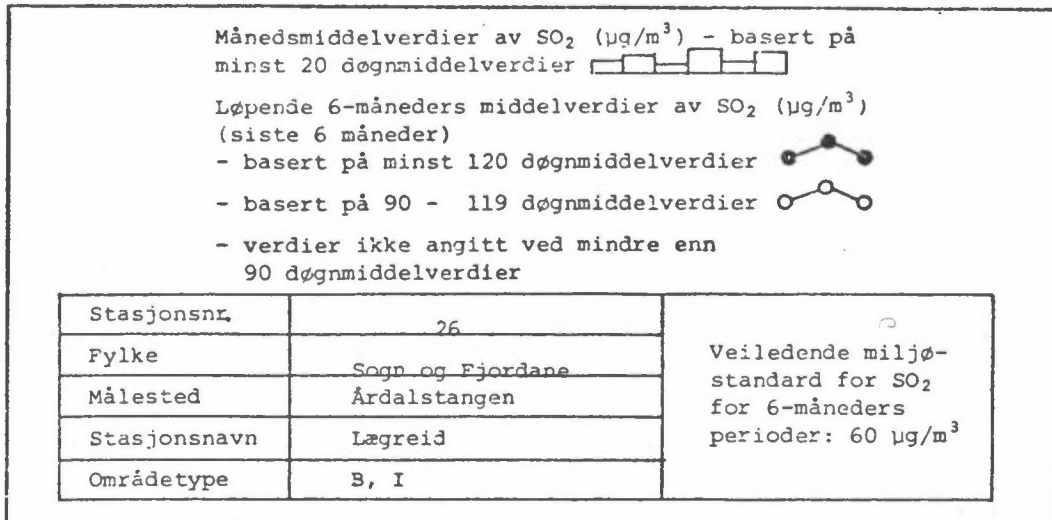 Månedsmiddelverdier av SO₂ (µg/m³) - basert på
minst 20 døgnmiddelverdier
Løpende 6-måneders middelverdier av SO₂ (µg/m³)
(siste 6 måneder)
- basert på minst 120 døgnmiddelverdier
- basert på 90 - 119 døgnmiddelverdier
- verdier ikke angitt ved mindre enn
90 døgnmiddelverdier
Stasjonsnr. 26
Fylke Sogn og Fjordane
Målested Årdalstangen
Stasjonsnavn Lægreid
Områdetype B, I
Veiledende miljø-
standard for SO₂
for 6-måneders
perioder: 60 µg/m³